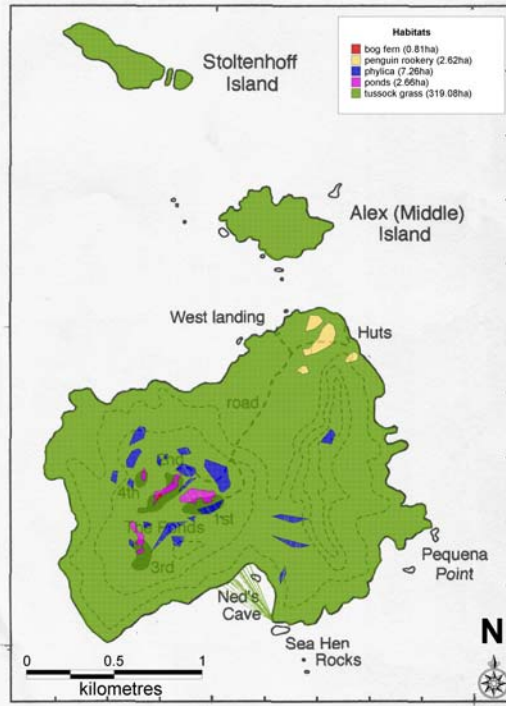 Stoltenhoff
Island
Habitats
bog fern (0.81ha)
penguin rookery (2.62ha)
phylica (7.26ha)
ponds (2.66ha)
tussock grass (319.08ha)
Alex (Middle)
Island
West landing
Huts
road
2nd
4th
The Ponds
1st
3rd
Pequena
Point
Ned's
Cave
Sea Hen
Rocks
N
0 0.5 1
kilometres